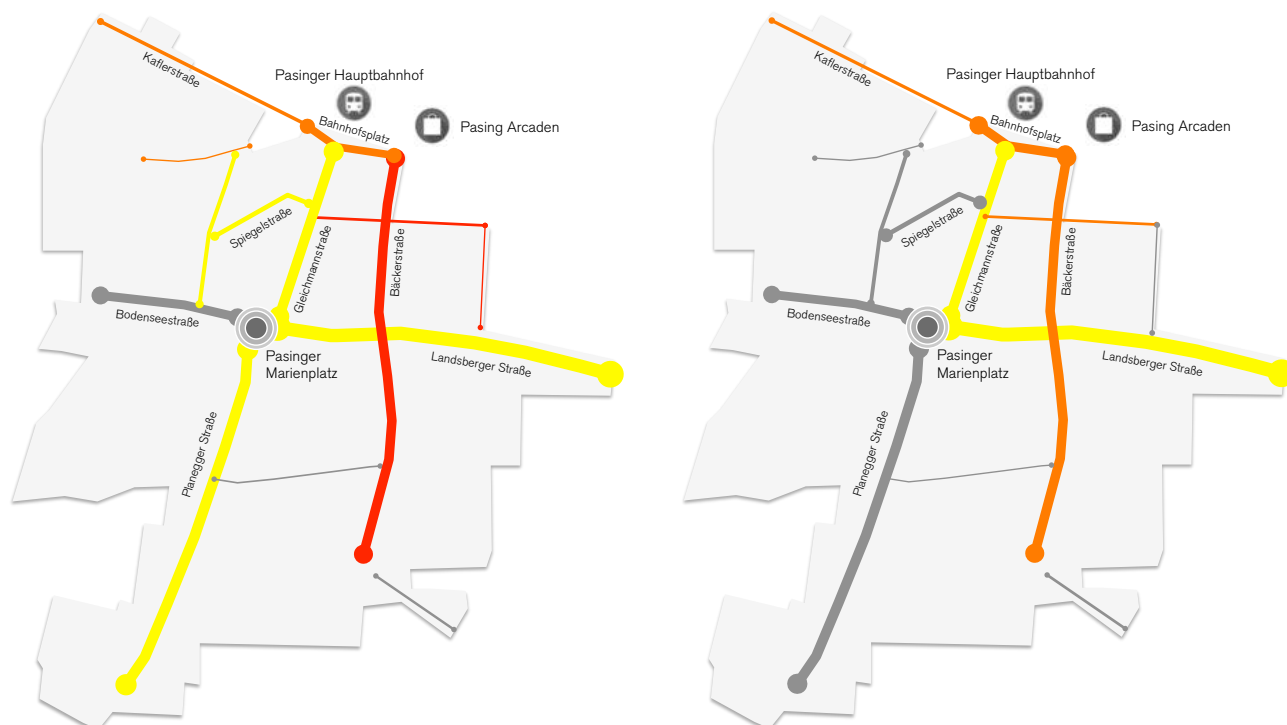 Kaflerstraße
Pasinger Hauptbahnhof
Bahnhofsplatz
Pasing Arcaden
Spiegelstraße
Gleichmannstraße
Bäckerstraße
Bodenseestraße
Pasinger
Marienplatz
Landsberger Straße
Planegger Straße
Kaflerstraße
Pasinger Hauptbahnhof
Bahnhofsplatz
Pasing Arcaden
Spiegelstraße
Gleichmannstraße
Bäckerstraße
Bodenseestraße
Pasinger
Marienplatz
Landsberger Straße
Planegger Straße